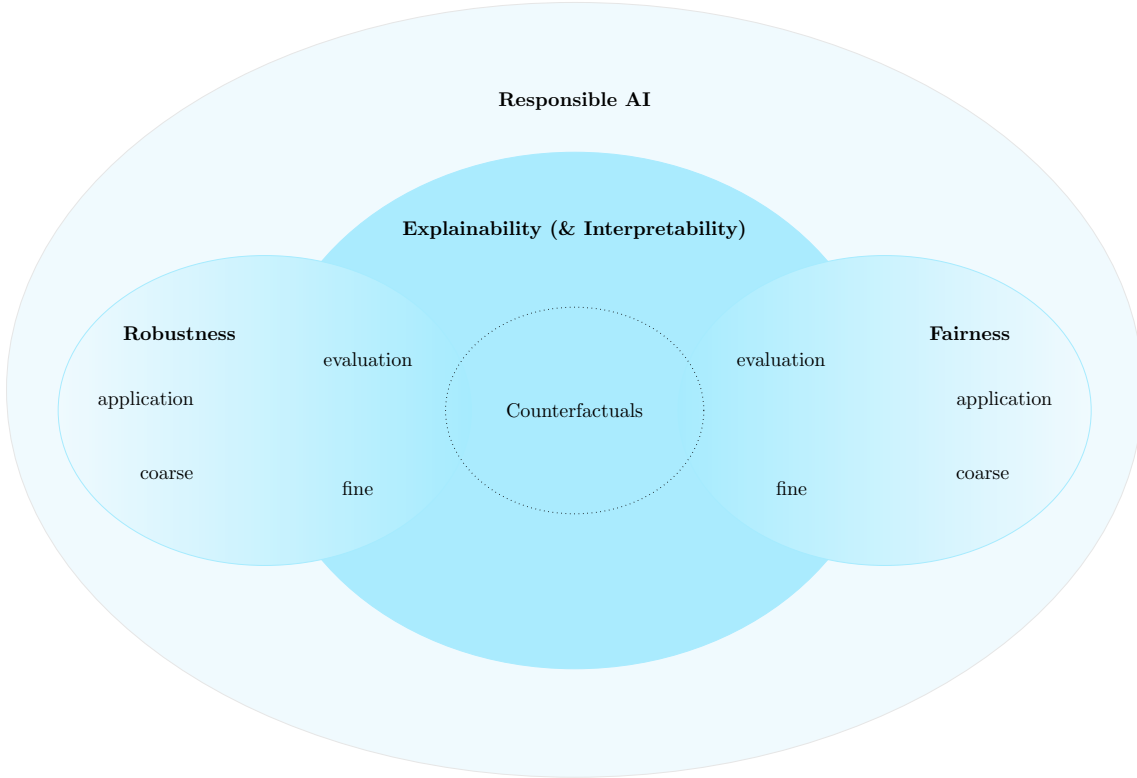 Responsible AI
Explainability (& Interpretability)
Robustness
evaluation
application
coarse
fine
Counterfactuals
Fairness
evaluation
application
coarse
fine